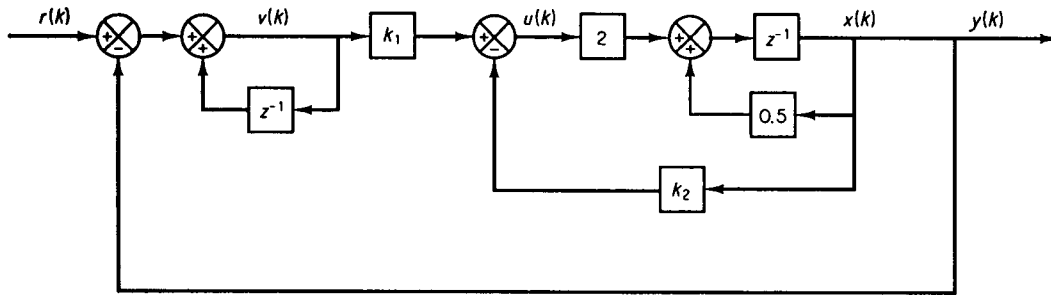 r(k)
v(k)
k₁
u(k)
2
z⁻¹
x(k)
y(k)
+
−
+
+
+
−
+
+
z⁻¹
0.5
k₂